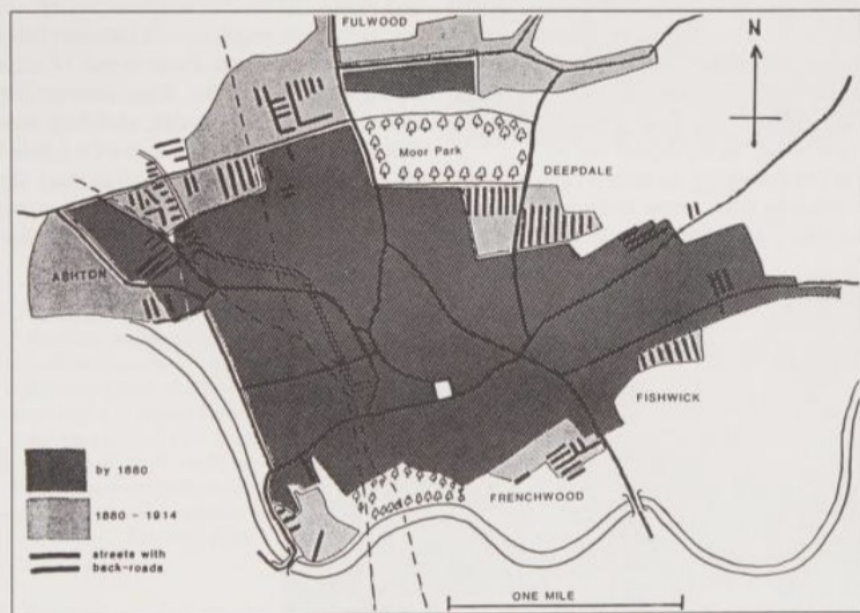 FULWOOD
N
Moor Park
DEEPDALE
ASHTON
FISHWICK
FRENCHWOOD
by 1880
1880 - 1914
streets with
back-roads
ONE MILE